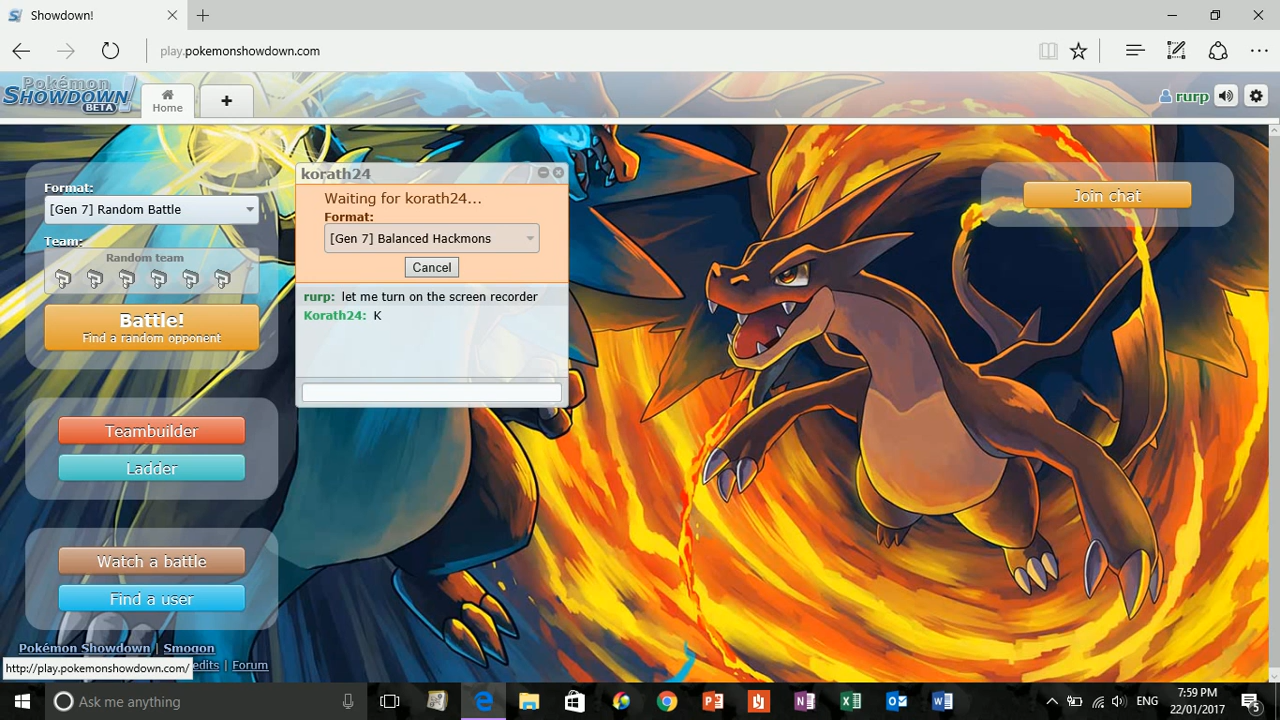 Showdown!
play.pokemonshowdown.com
Pokémon
SHOWDOWN!
BETA
Home
rurp
Format:
[Gen 7] Random Battle
Team:
Random team
Battle!
Find a random opponent
Teambuilder
Ladder
Watch a battle
Find a user
Pokémon Showdown | Smogon
edits | Forum
http://play.pokemonshowdown.com/
korath24
Waiting for korath24...
Format:
[Gen 7] Balanced Hackmons
Cancel
rurp: let me turn on the screen recorder
Korath24: K
Join chat
Ask me anything
ENG
7:59 PM
22/01/2017
5